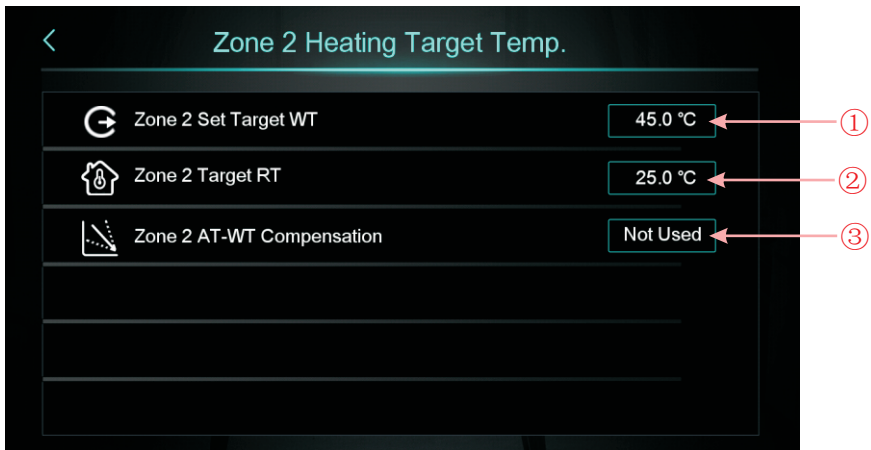 Zone 2 Heating Target Temp.
Zone 2 Set Target WT 45.0 ℃ ①
Zone 2 Target RT 25.0 ℃ ②
Zone 2 AT-WT Compensation Not Used ③